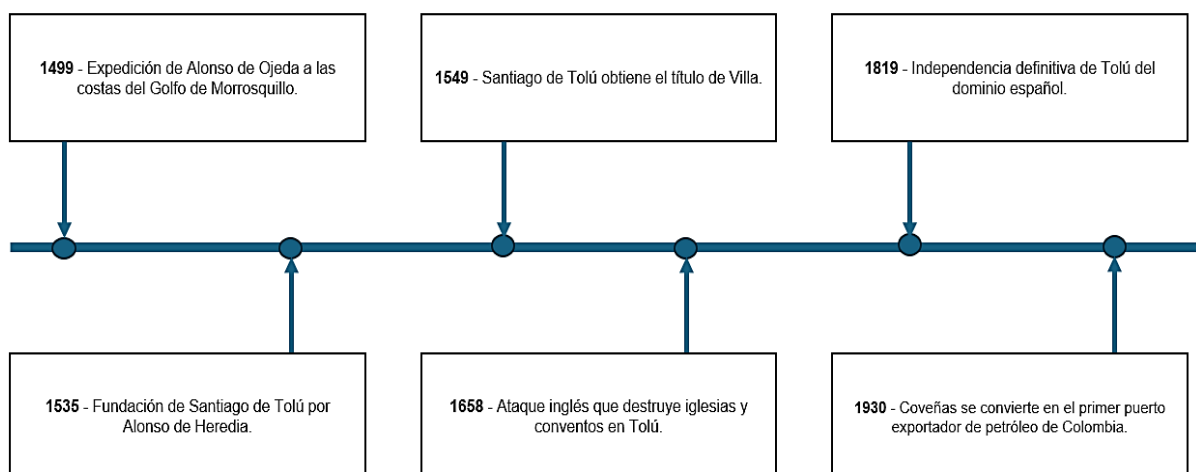 1499 - Expedición de Alonso de Ojeda a las
costas del Golfo de Morrosquillo.
1549 - Santiago de Tolú obtiene el título de Villa.
1819 - Independencia definitiva de Tolú del
dominio español.
1535 - Fundación de Santiago de Tolú por
Alonso de Heredia.
1658 - Ataque inglés que destruye iglesias y
conventos en Tolú.
1930 - Coveñas se convierte en el primer puerto
exportador de petróleo de Colombia.